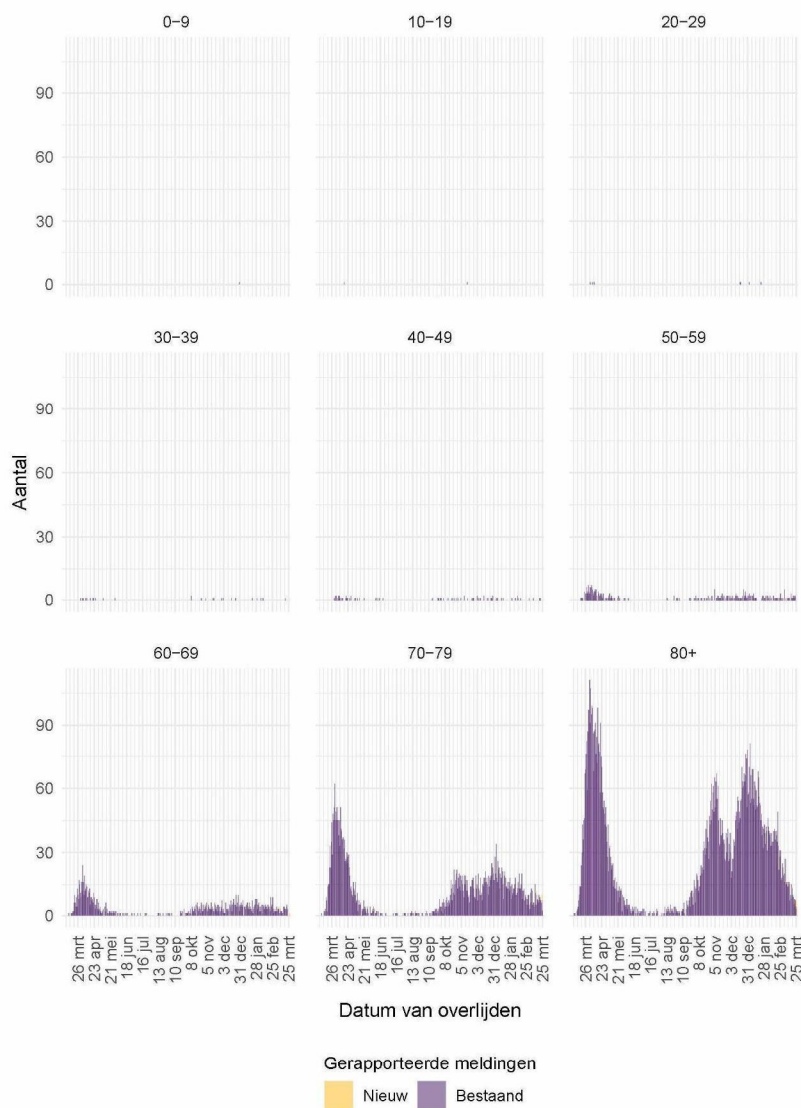 0−9 10−19 20−29
90
60
30
0
30−39 40−49 50−59
90
60
30
0
Aantal
60−69 70−79 80+
90
60
30
0
26 mrt 23 apr 21 mei 18 jun 16 jul 13 aug 10 sep 8 okt 5 nov 3 dec 31 dec 28 jan 25 feb 25 mrt
26 mrt 23 apr 21 mei 18 jun 16 jul 13 aug 10 sep 8 okt 5 nov 3 dec 31 dec 28 jan 25 feb 25 mrt
26 mrt 23 apr 21 mei 18 jun 16 jul 13 aug 10 sep 8 okt 5 nov 3 dec 31 dec 28 jan 25 feb 25 mrt
Datum van overlijden
Gerapporteerde meldingen
Nieuw Bestaand